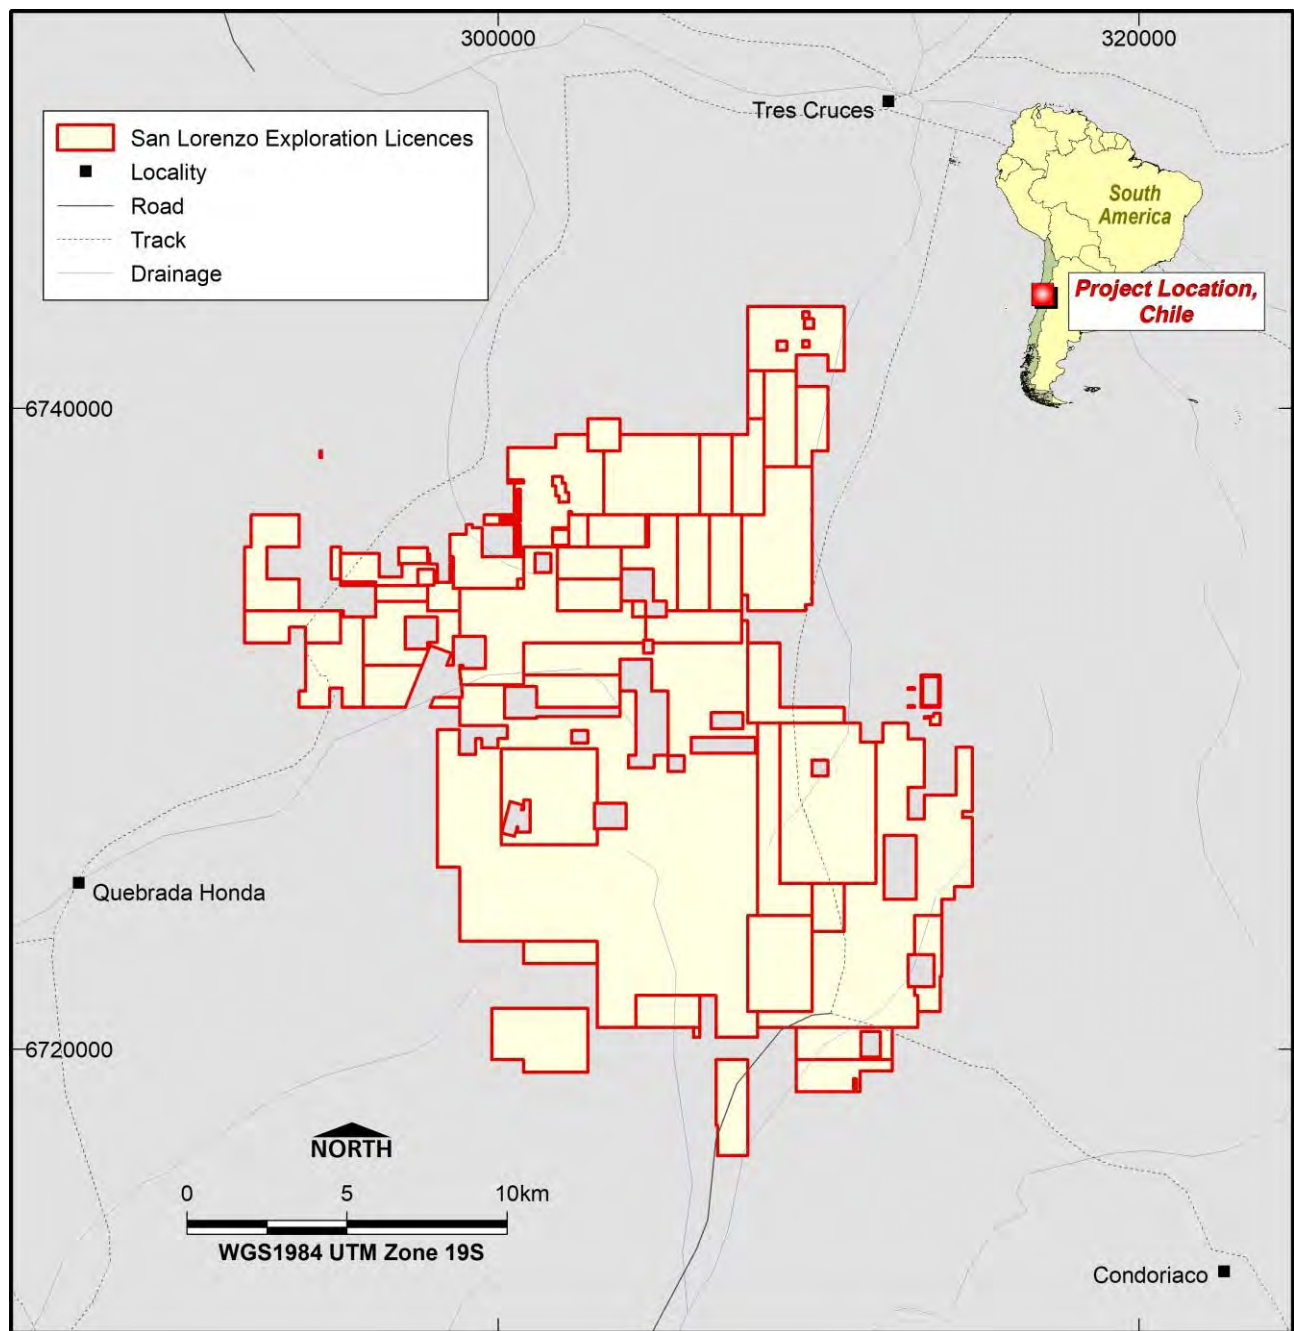 300000
320000
Tres Cruces
San Lorenzo Exploration Licences
Locality
Road
Track
Drainage
South
America
Project Location,
Chile
6740000
Quebrada Honda
6720000
NORTH
0 5 10km
WGS1984 UTM Zone 19S
Condoriaco